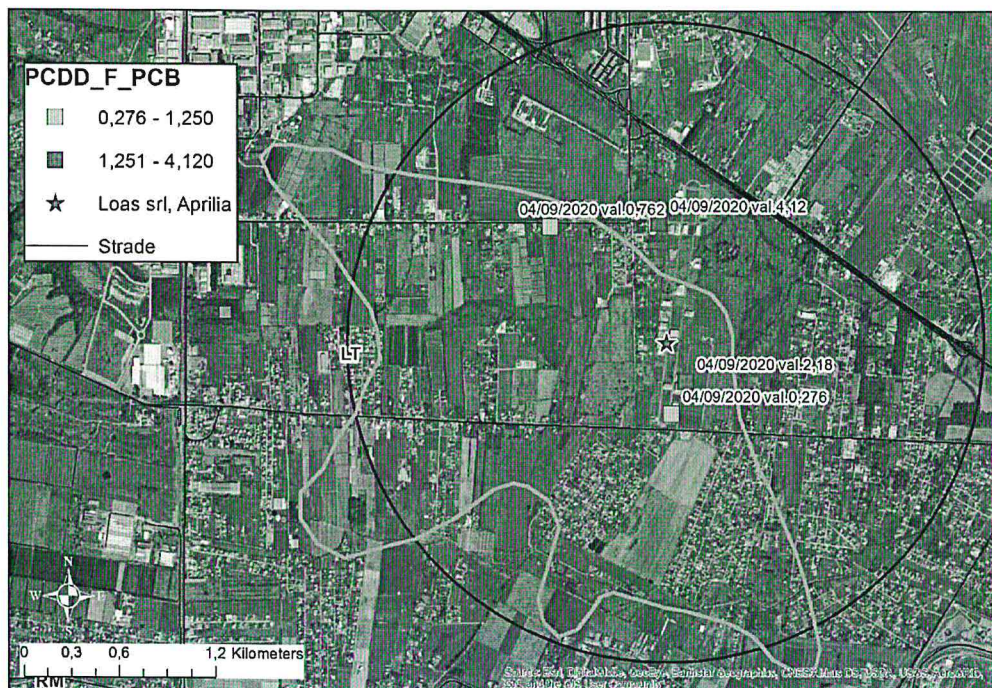 PCDD_F_PCB
0,276 - 1,250
1,251 - 4,120
Loas srl, Aprilia
Strade
04/09/2020 val.0,762
04/09/2020 val.4,12
LT
04/09/2020 val.2,18
04/09/2020 val.0,276
N
W
0 0,3 0,6 1,2 Kilometers
RM